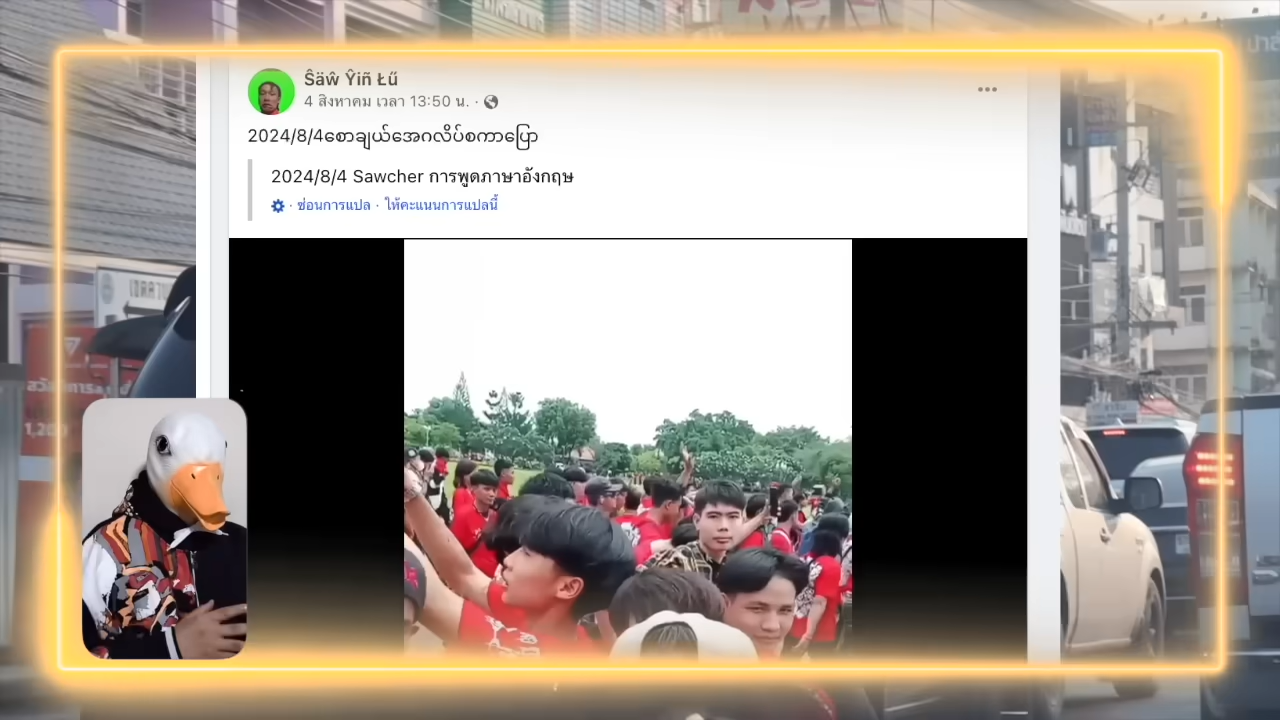 Ŝäŵ Ŷiñ Łű
4 สิงหาคม เวลา 13:50 น. ·
2024/8/4စောချယ်အေဂလိပ်စကာပြော
2024/8/4 Sawcher การพูดภาษาอังกฤษ
· ซ่อนการแปล · ให้คะแนนการแปลนี้